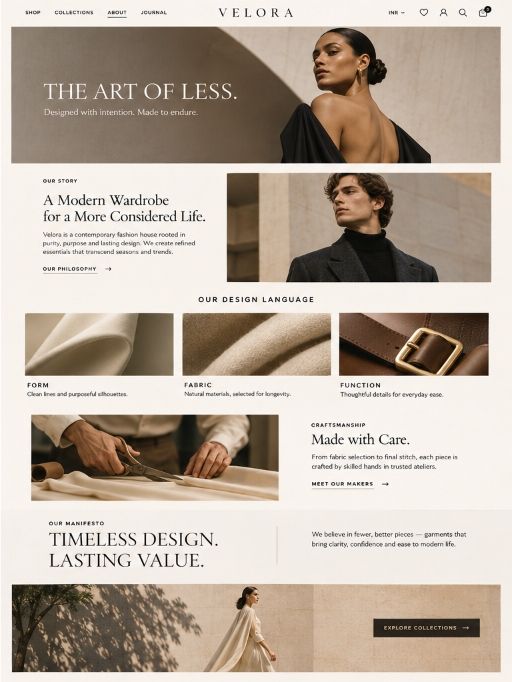 SHOP COLLECTIONS ABOUT JOURNAL
VELORA
INR
THE ART OF LESS.
Designed with intention. Made to endure.
OUR STORY
A Modern Wardrobe
for a More Considered Life.
Velora is a contemporary fashion house rooted in
purity, purpose and lasting design. We create refined
essentials that transcend seasons and trends.
OUR PHILOSOPHY →
OUR DESIGN LANGUAGE
FORM
Clean lines and purposeful silhouettes.
FABRIC
Natural materials, selected for longevity.
FUNCTION
Thoughtful details for everyday ease.
CRAFTSMANSHIP
Made with Care.
From fabric selection to final stitch, each piece is
crafted by skilled hands in trusted ateliers.
MEET OUR MAKERS →
OUR MANIFESTO
TIMELESS DESIGN.
LASTING VALUE.
We believe in fewer, better pieces — garments that
bring clarity, confidence and ease to modern life.
EXPLORE COLLECTIONS →